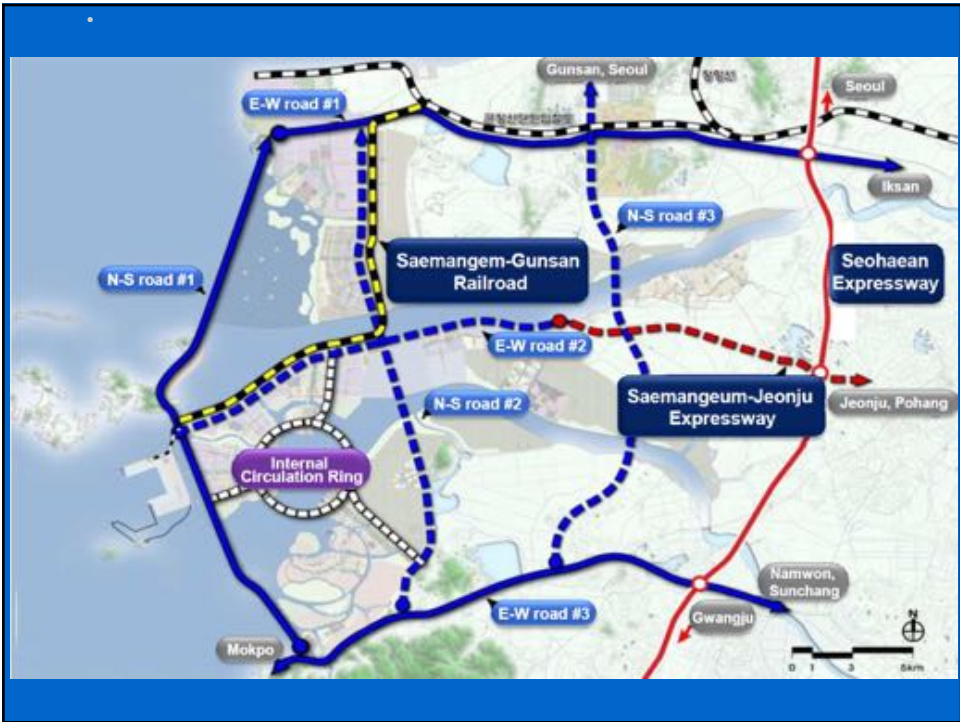 Gunsan, Seoul
Seoul
E-W road #1
Iksan
N-S road #3
Saemangem-Gunsan
Railroad
Seohaean
Expressway
N-S road #1
E-W road #2
Saemangeum-Jeonju
Expressway
Jeonju, Pohang
N-S road #2
Internal
Circulation Ring
Namwon,
Sunchang
E-W road #3
Gwangju
Mokpo
N
0 1 3 5km